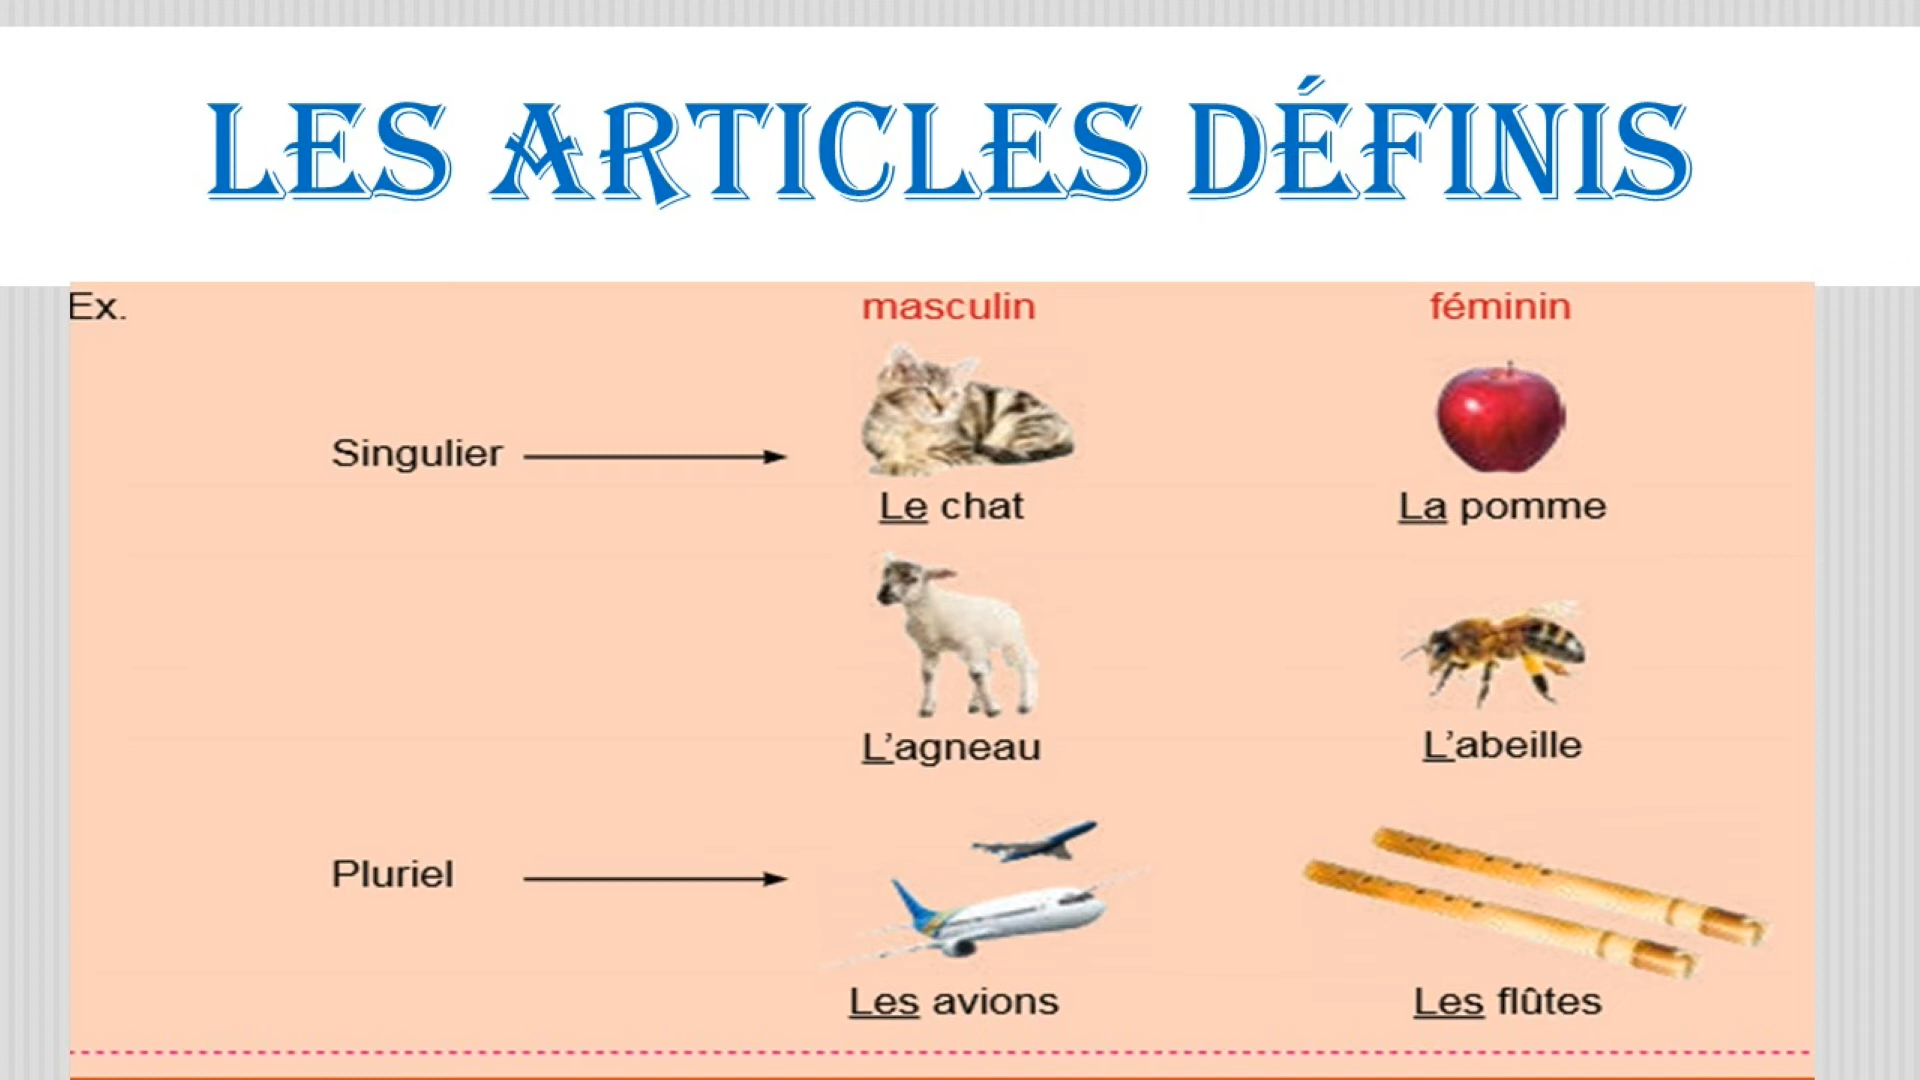 LES ARTICLES DÉFINIS
Ex. masculin féminin
Singulier
Le chat La pomme
L’agneau L’abeille
Pluriel
Les avions Les flûtes